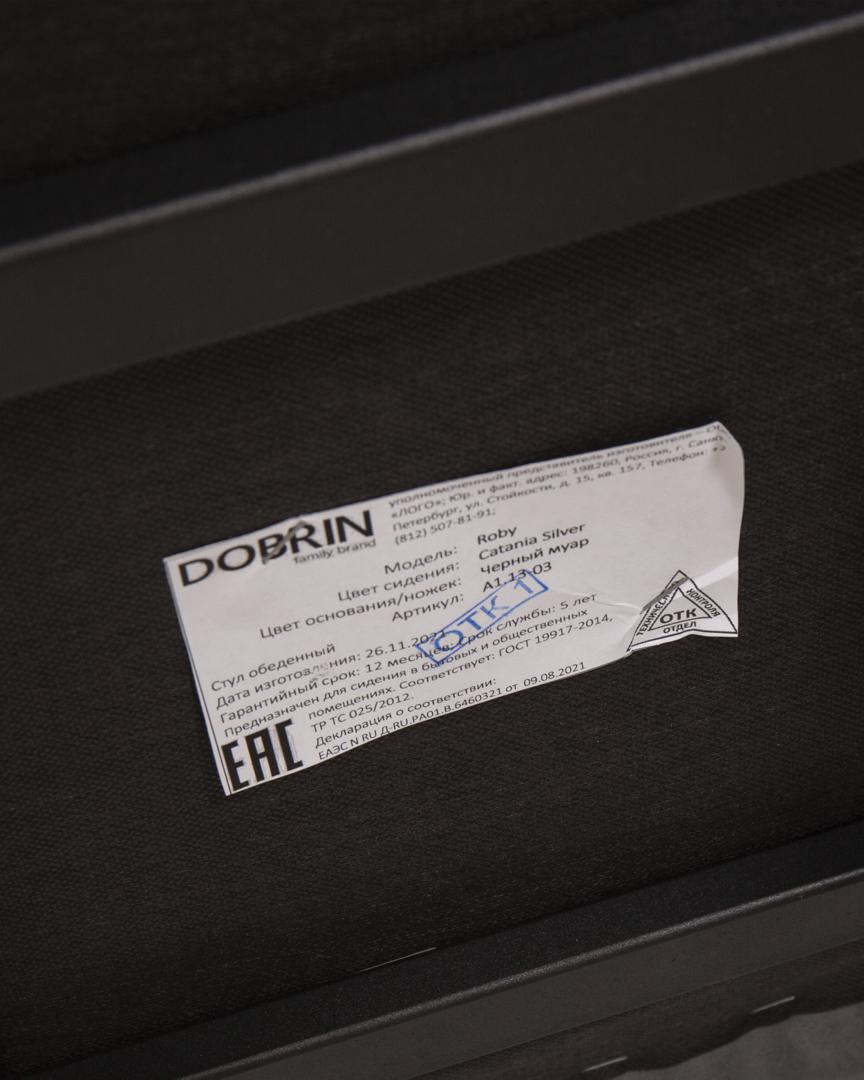 DOBRIN
family brand
уполномоченный представитель изготовителя –
«ЛОГО»; Юр. и факт. адрес: 198260, Россия, г. Санк
Петербург, ул. Стойкости, д. 15, кв. 157, Телефон:
(812) 507-81-91;
Модель: Roby
Цвет сидения: Catania Silver
Цвет основания/ножек: Черный муар
Артикул: A1.13-03
ОТК 1
Стул обеденный
Дата изготовления: 26.11.2021
Гарантийный срок: 12 месяцев. Срок службы: 5 лет
Предназначен для сидения в бытовых и общественных
помещениях. Соответствует: ГОСТ 19917-2014,
ТР ТС 025/2012.
Декларация о соответствии:
ЕАЭС N RU Д-RU.РА01.В.6460321 от 09.08.2021
EAC
ТЕХНИЧЕСК КОНТРОЛЯ
ОТК
ОТДЕЛ